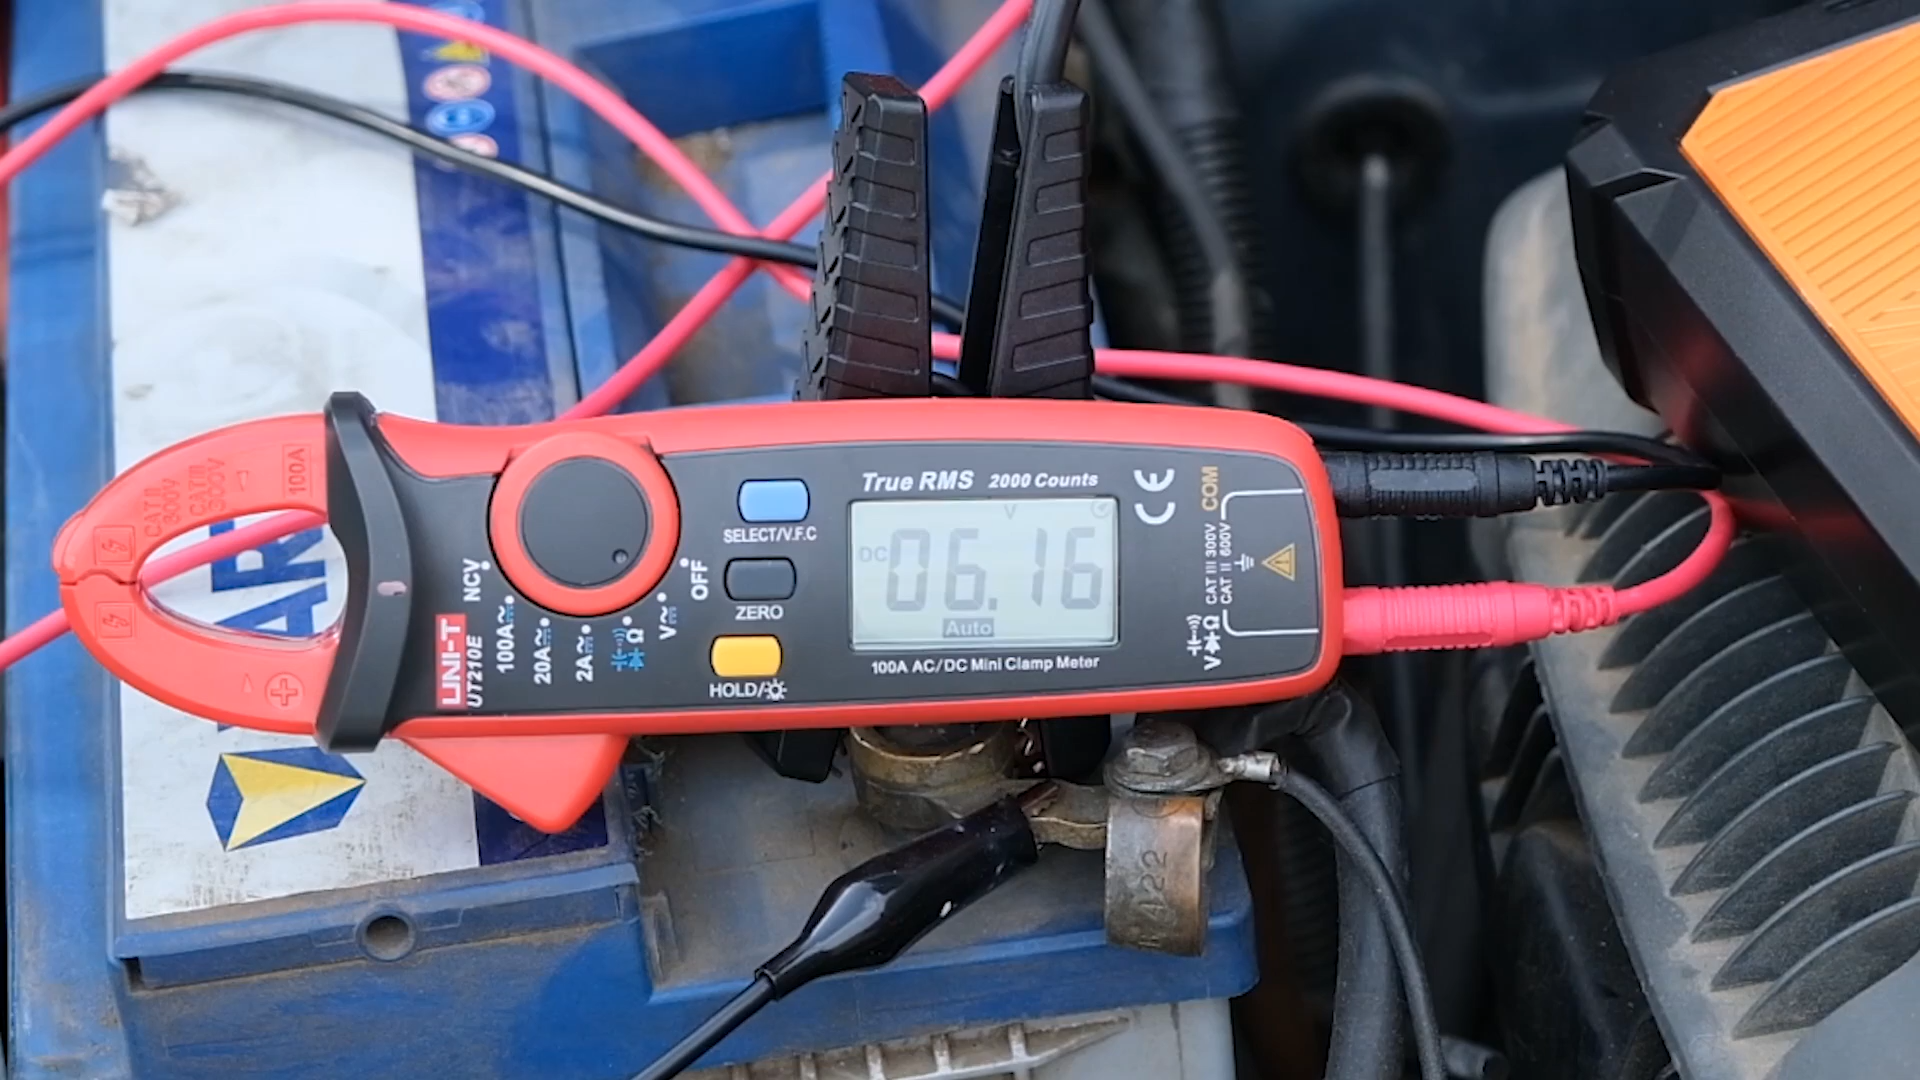 True RMS 2000 Counts
SELECT/V.F.C
DC 06.16 V
Auto
ZERO
HOLD/
100A AC/DC Mini Clamp Meter
OFF
NCV
100A
20A
2A
Ω
V
UNI-T
UT210E
COM
CAT III 300V
CAT II 600V
VΩ
CE
CAT II
300V
CAT III
300V
100A
422